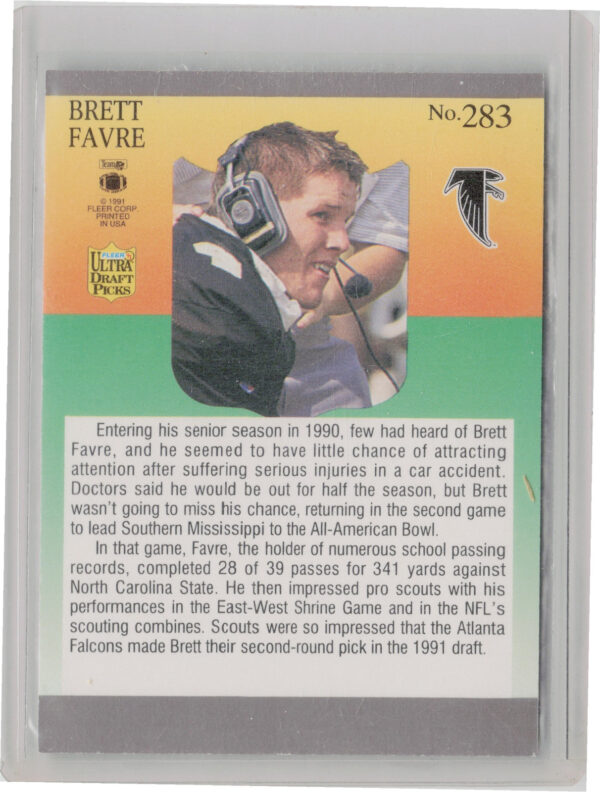 BRETT
FAVRE
No.283
Team NFL
© 1991
FLEER CORP.
PRINTED
IN USA
FLEER
ULTRA
DRAFT
PICKS
Entering his senior season in 1990, few had heard of Brett
Favre, and he seemed to have little chance of attracting
attention after suffering serious injuries in a car accident.
Doctors said he would be out for half the season, but Brett
wasn't going to miss his chance, returning in the second game
to lead Southern Mississippi to the All-American Bowl.
In that game, Favre, the holder of numerous school passing
records, completed 28 of 39 passes for 341 yards against
North Carolina State. He then impressed pro scouts with his
performances in the East-West Shrine Game and in the NFL's
scouting combines. Scouts were so impressed that the Atlanta
Falcons made Brett their second-round pick in the 1991 draft.